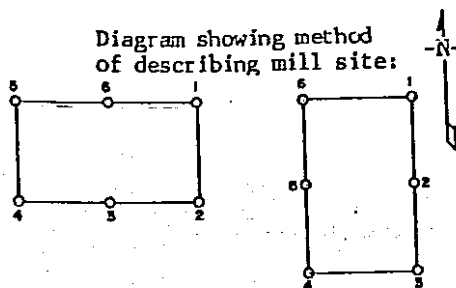 Diagram showing method
of describing mill site:
-N-
5 6 1
4 3 2
6 1
5 2
4 3